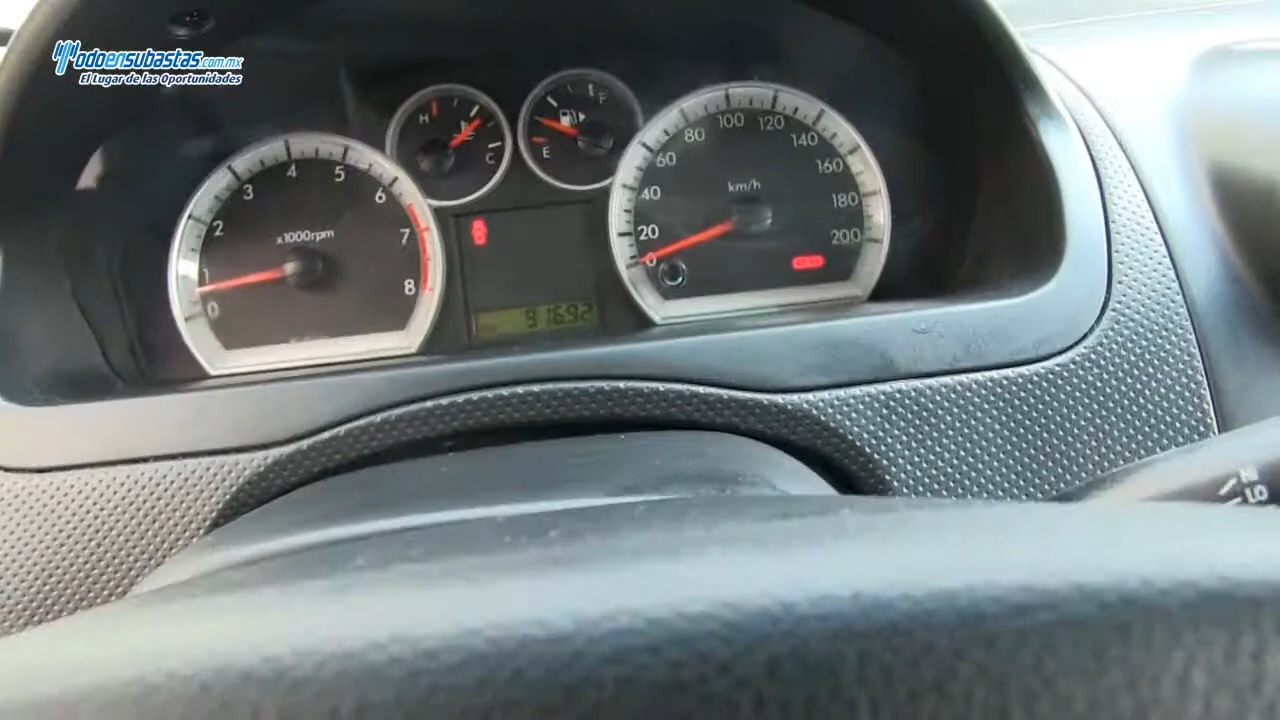 Todoensubastas.com.mx
El Lugar de las Oportunidades
H
C
F
E
0
1
2
3
4
5
6
7
8
x1000rpm
91692
0
20
40
60
80
100
120
140
160
180
200
km/h
LO